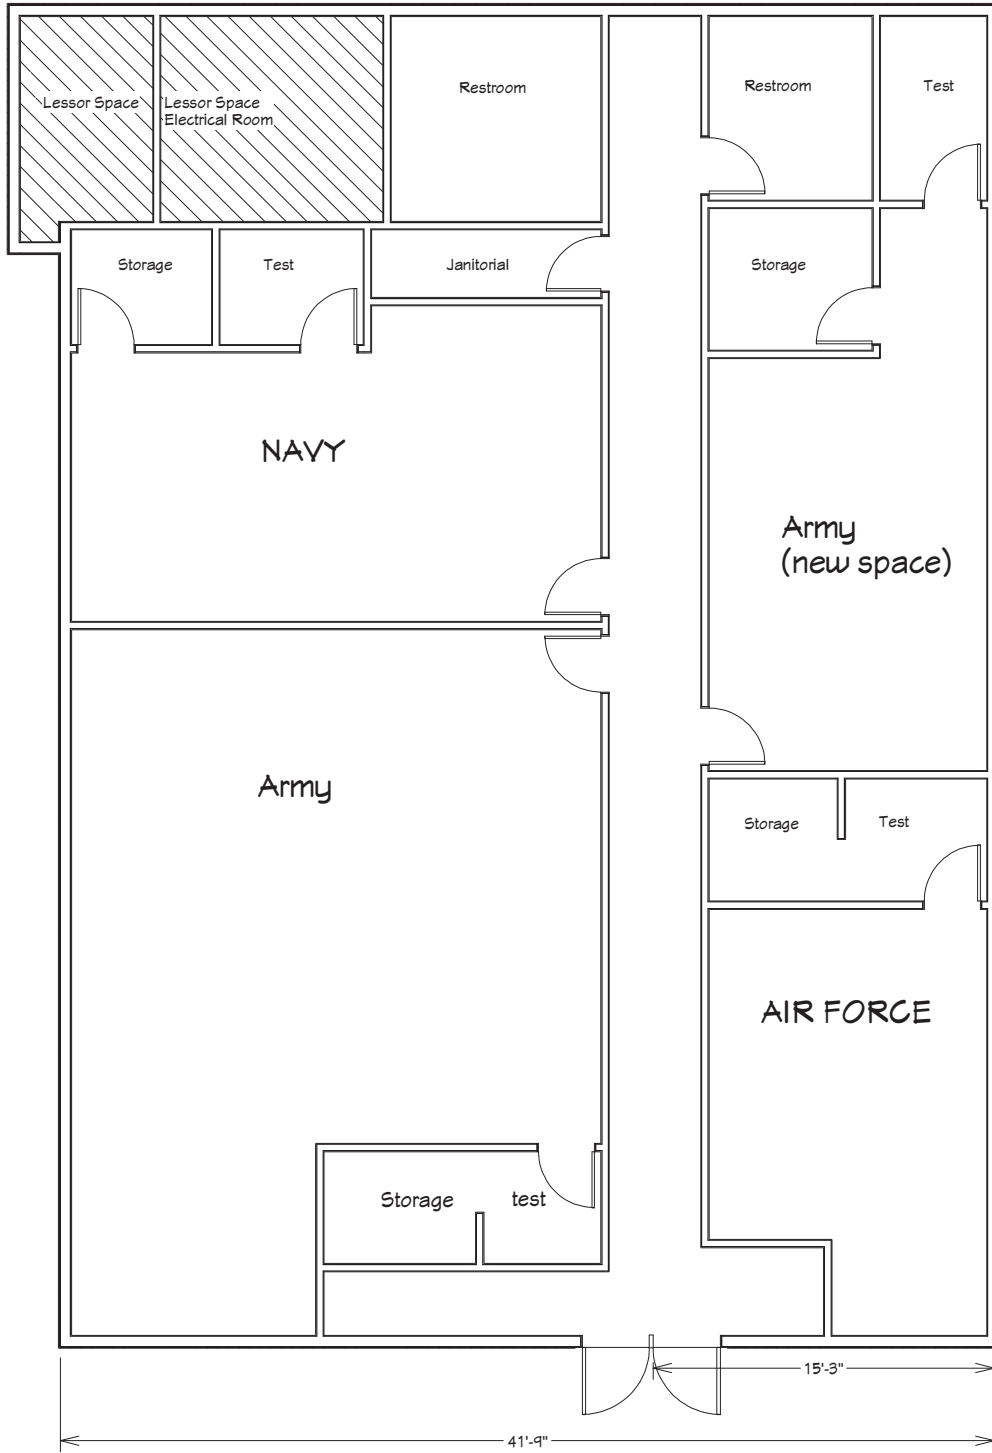 Restroom
Restroom
Test
Lessor Space
Lessor Space
Electrical Room
Storage
Test
Janitorial
Storage
NAVY
Army
(new space)
Army
Storage
Test
AIR FORCE
Storage
test
15'-3"
41'-9"